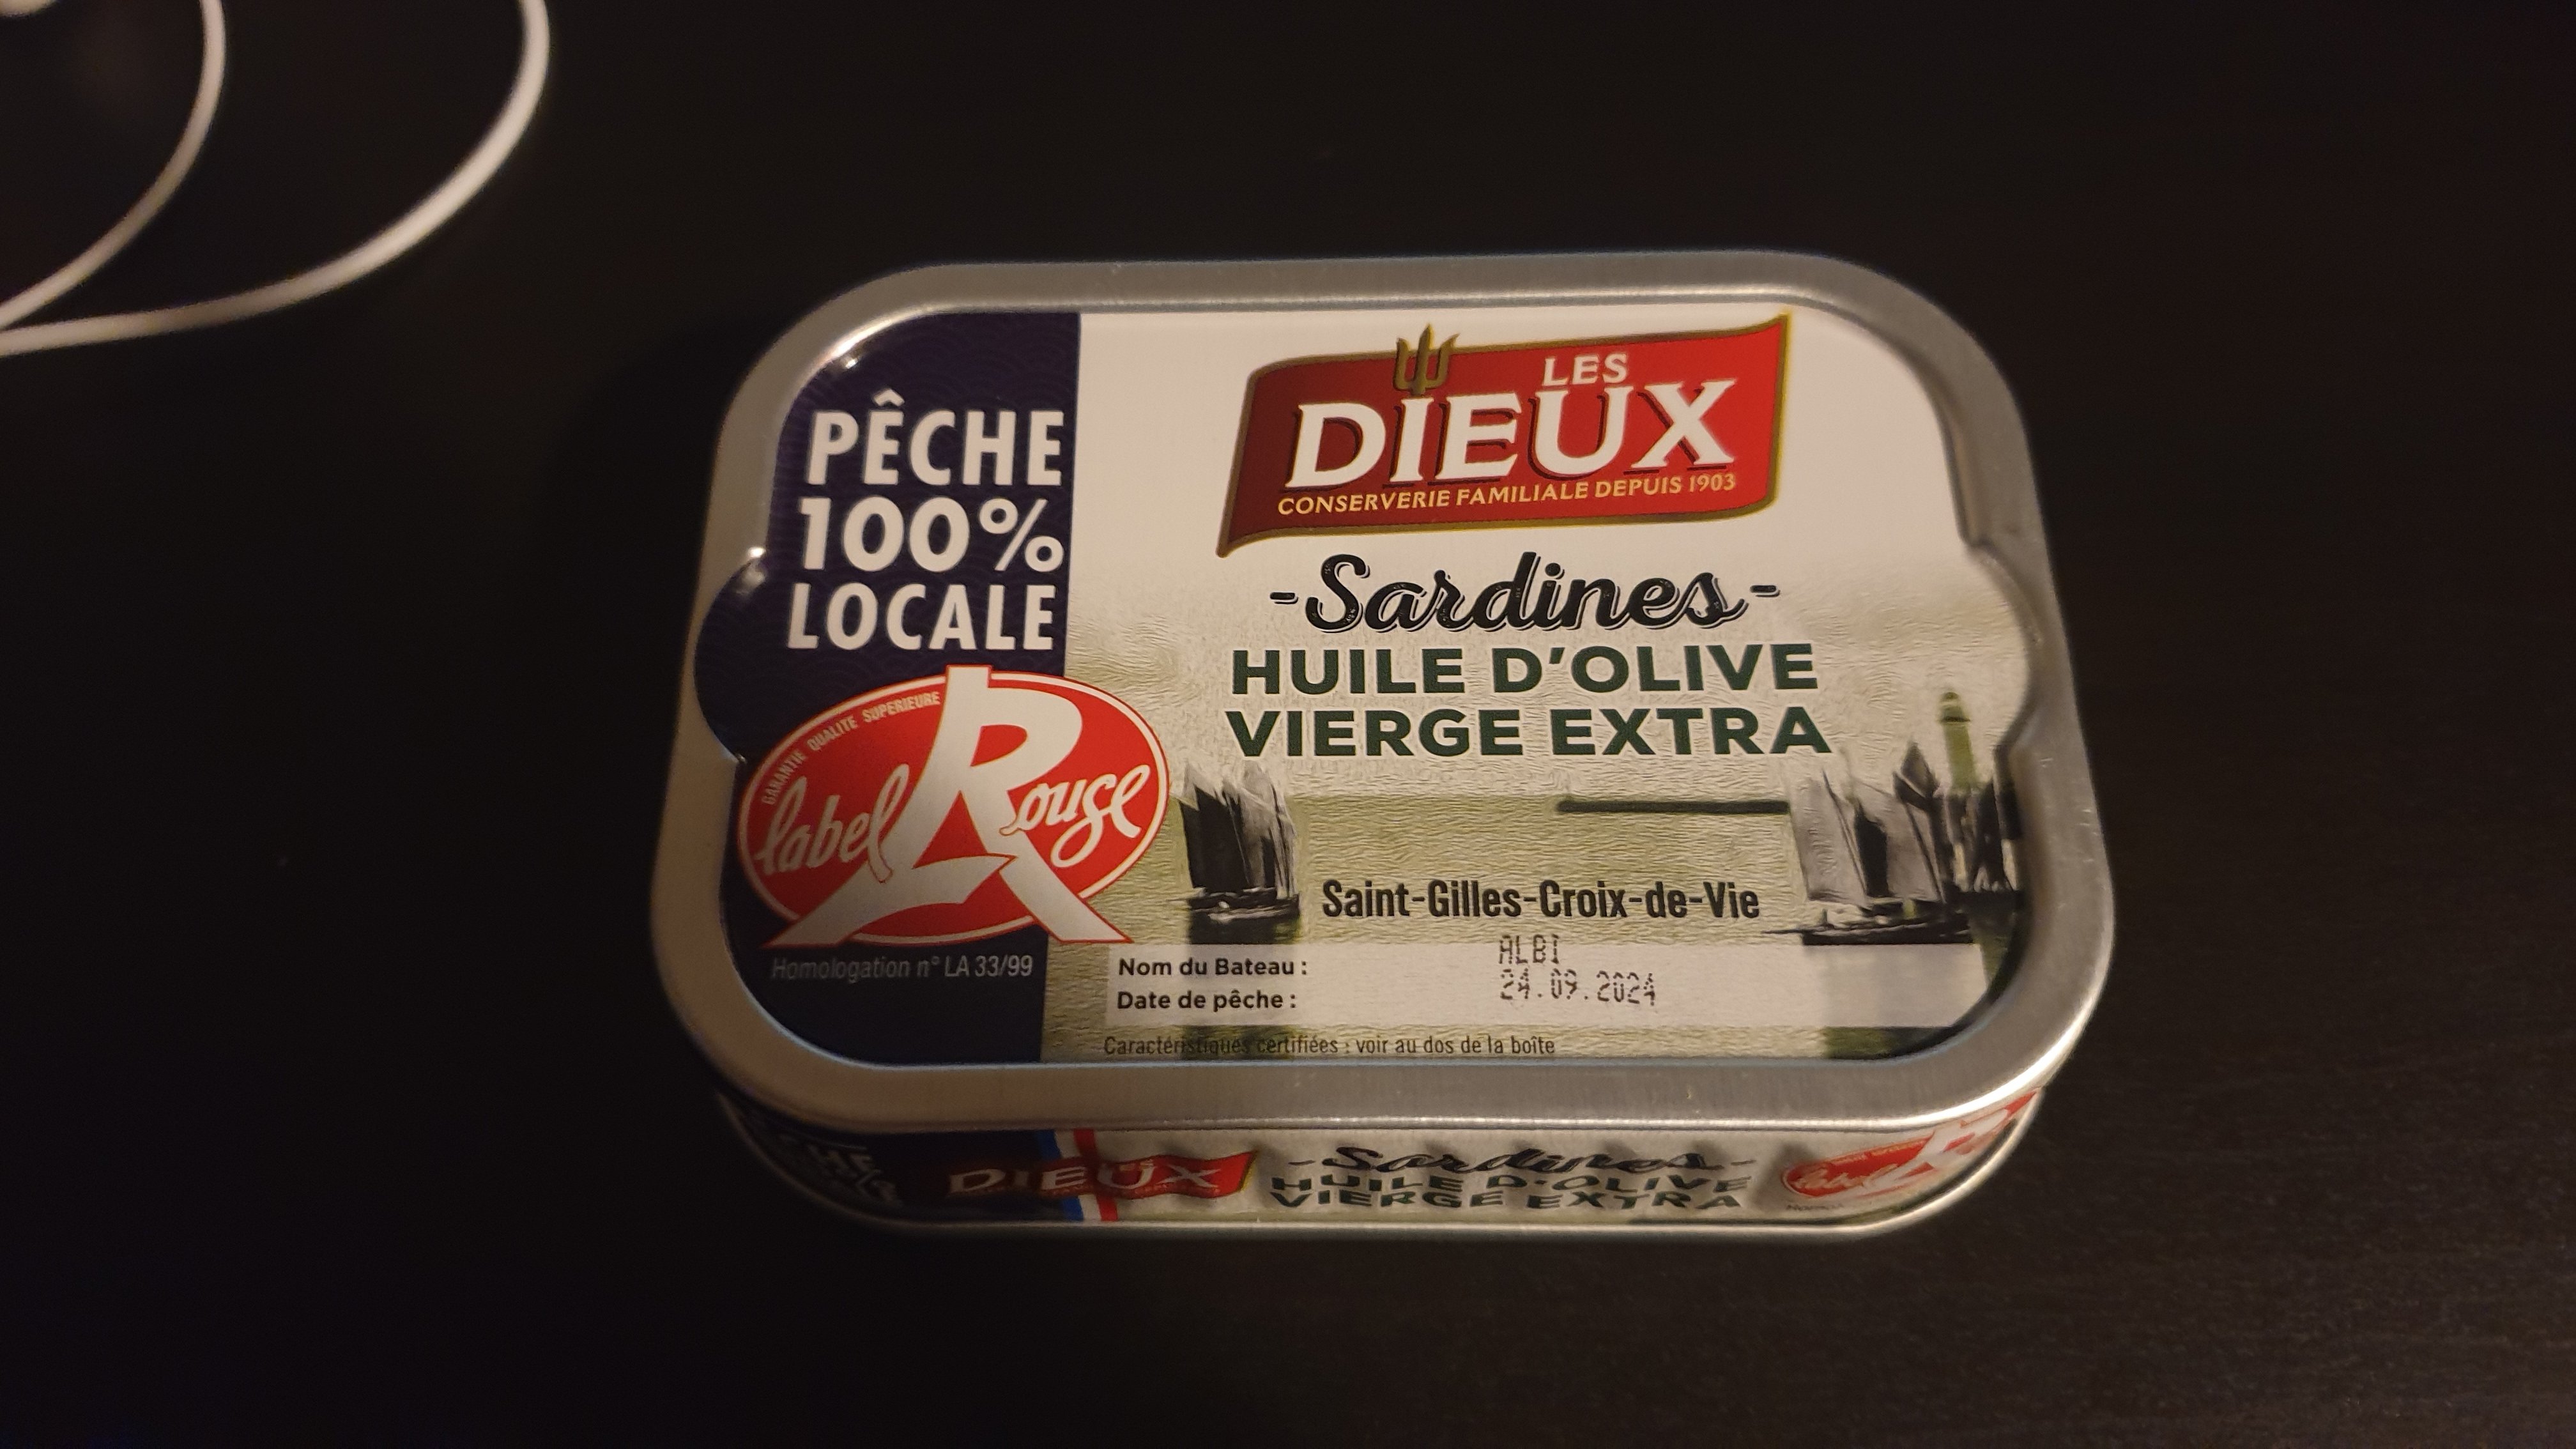 PÊCHE
100%
LOCALE
GARANTIE QUALITE SUPERIEURE
label Rouge
Homologation n° LA 33/99
LES
DIEUX
CONSERVERIE FAMILIALE DEPUIS 1903
-Sardines-
HUILE D'OLIVE
VIERGE EXTRA
Saint-Gilles-Croix-de-Vie
Nom du Bateau : ALBI
Date de pêche : 24.09.2024
Caractéristiques certifiées : voir au dos de la boîte
DIEUX
-Sardines-
HUILE D'OLIVE
VIERGE EXTRA
label